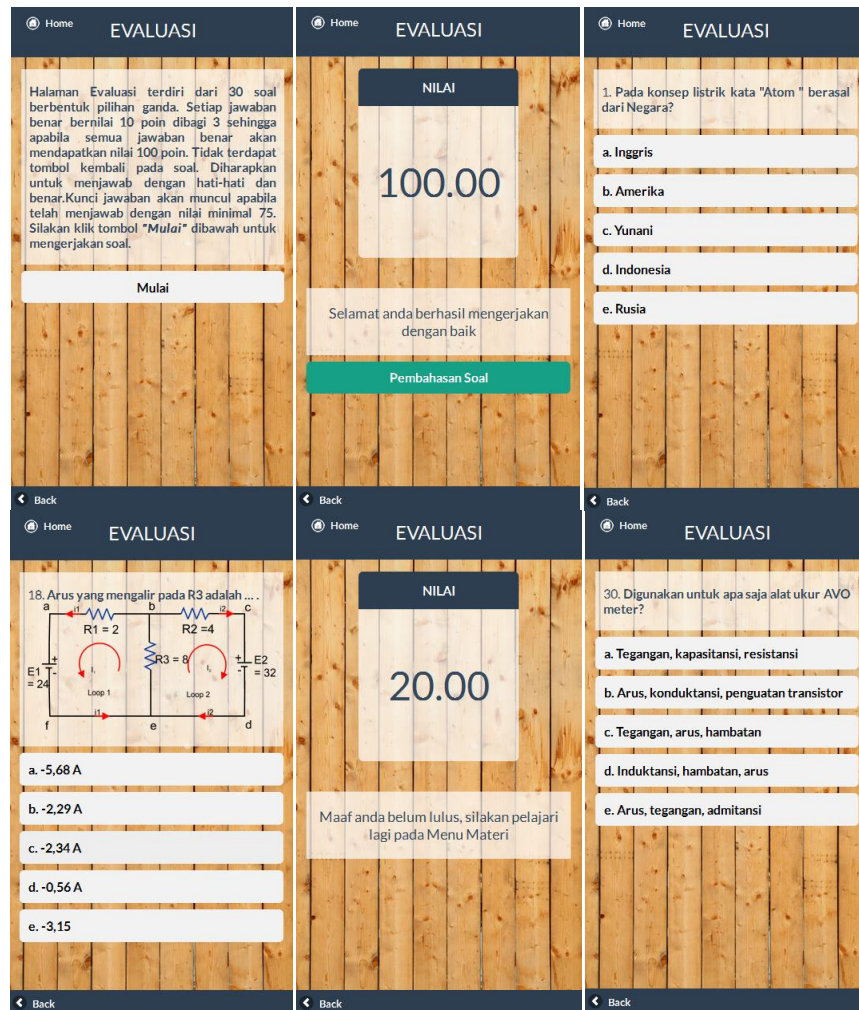 Home
EVALUASI
Halaman Evaluasi terdiri dari 30 soal
berbentuk pilihan ganda. Setiap jawaban
benar bernilai 10 poin dibagi 3 sehingga
apabila semua jawaban benar akan
mendapatkan nilai 100 poin. Tidak terdapat
tombol kembali pada soal. Diharapkan
untuk menjawab dengan hati-hati dan
benar.Kunci jawaban akan muncul apabila
telah menjawab dengan nilai minimal 75.
Silakan klik tombol "Mulai" dibawah untuk
mengerjakan soal.
Mulai
Back
Home
EVALUASI
NILAI
100.00
Selamat anda berhasil mengerjakan
dengan baik
Pembahasan Soal
Back
Home
EVALUASI
1. Pada konsep listrik kata "Atom " berasal
dari Negara?
a. Inggris
b. Amerika
c. Yunani
d. Indonesia
e. Rusia
Back
Home
EVALUASI
18. Arus yang mengalir pada R3 adalah ... .
a i1 b i2 c
R1 = 2 R2 =4
E1 + -
= 24
I,
Loop 1
R3 = 8
I,
Loop 2
+ - E2
= 32
f i1 e i2 d
a. -5,68 A
b. -2,29 A
c. -2,34 A
d. -0,56 A
e. -3,15
Back
Home
EVALUASI
NILAI
20.00
Maaf anda belum lulus, silakan pelajari
lagi pada Menu Materi
Back
Home
EVALUASI
30. Digunakan untuk apa saja alat ukur AVO
meter?
a. Tegangan, kapasitansi, resistansi
b. Arus, konduktansi, penguatan transistor
c. Tegangan, arus, hambatan
d. Induktansi, hambatan, arus
e. Arus, tegangan, admitansi
Back